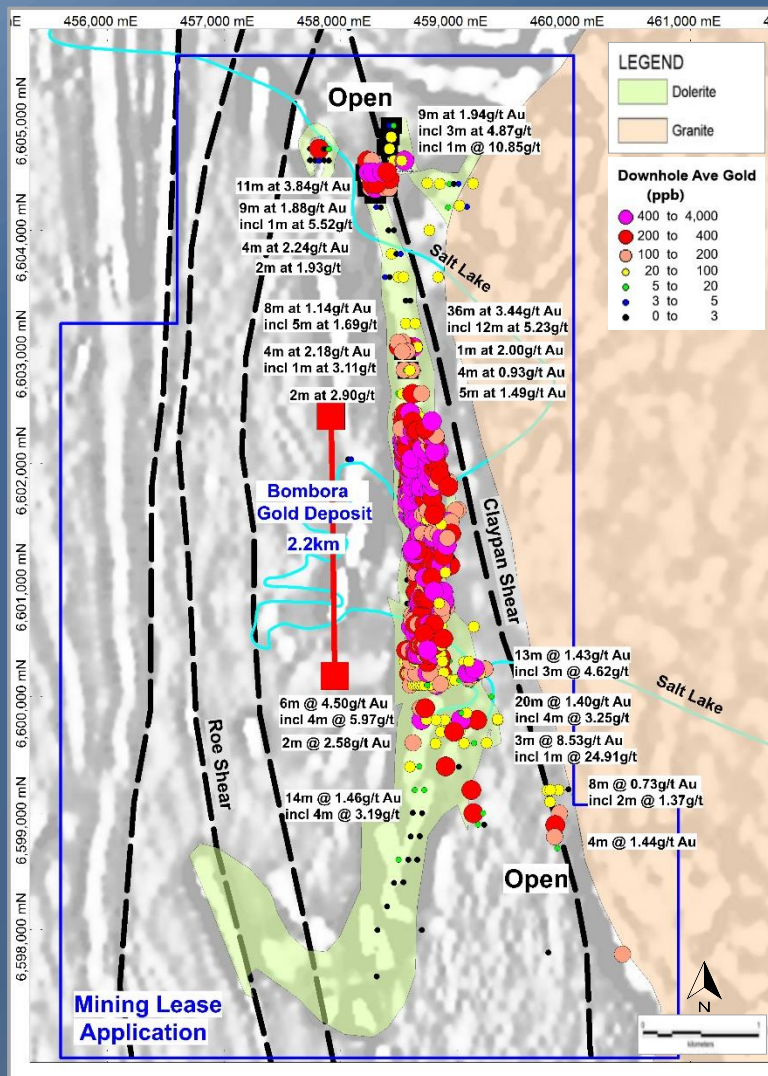 456,000 mE
457,000 mE
458,000 mE
459,000 mE
460,000 mE
461,000 mE
6,605,000 mN
6,604,000 mN
6,603,000 mN
6,602,000 mN
6,601,000 mN
6,600,000 mN
6,599,000 mN
6,598,000 mN
LEGEND
Dolerite
Granite
Downhole Ave Gold
(ppb)
400 to 4,000
200 to 400
100 to 200
20 to 100
5 to 20
3 to 5
0 to 3
Open
9m at 1.94g/t Au
incl 3m at 4.87g/t
incl 1m @ 10.85g/t
11m at 3.84g/t Au
9m at 1.88g/t Au
incl 1m at 5.52g/t
4m at 2.24g/t Au
2m at 1.93g/t
Salt Lake
8m at 1.14g/t Au
incl 5m at 1.69g/t
4m at 2.18g/t Au
incl 1m at 3.11g/t
2m at 2.90g/t
36m at 3.44g/t Au
incl 12m at 5.23g/t
1m at 2.00g/t Au
4m at 0.93g/t Au
5m at 1.49g/t Au
Bombora
Gold Deposit
2.2km
Claypan Shear
13m @ 1.43g/t Au
incl 3m @ 4.62g/t
Salt Lake
6m @ 4.50g/t Au
incl 4m @ 5.97g/t
2m @ 2.58g/t Au
20m @ 1.40g/t Au
incl 4m @ 3.25g/t
3m @ 8.53g/t Au
incl 1m @ 24.91g/t
Roe Shear
14m @ 1.46g/t Au
incl 4m @ 3.19g/t
8m @ 0.73g/t Au
incl 2m @ 1.37g/t
4m @ 1.44g/t Au
Open
Mining Lease
Application
N
0 1
kilometers